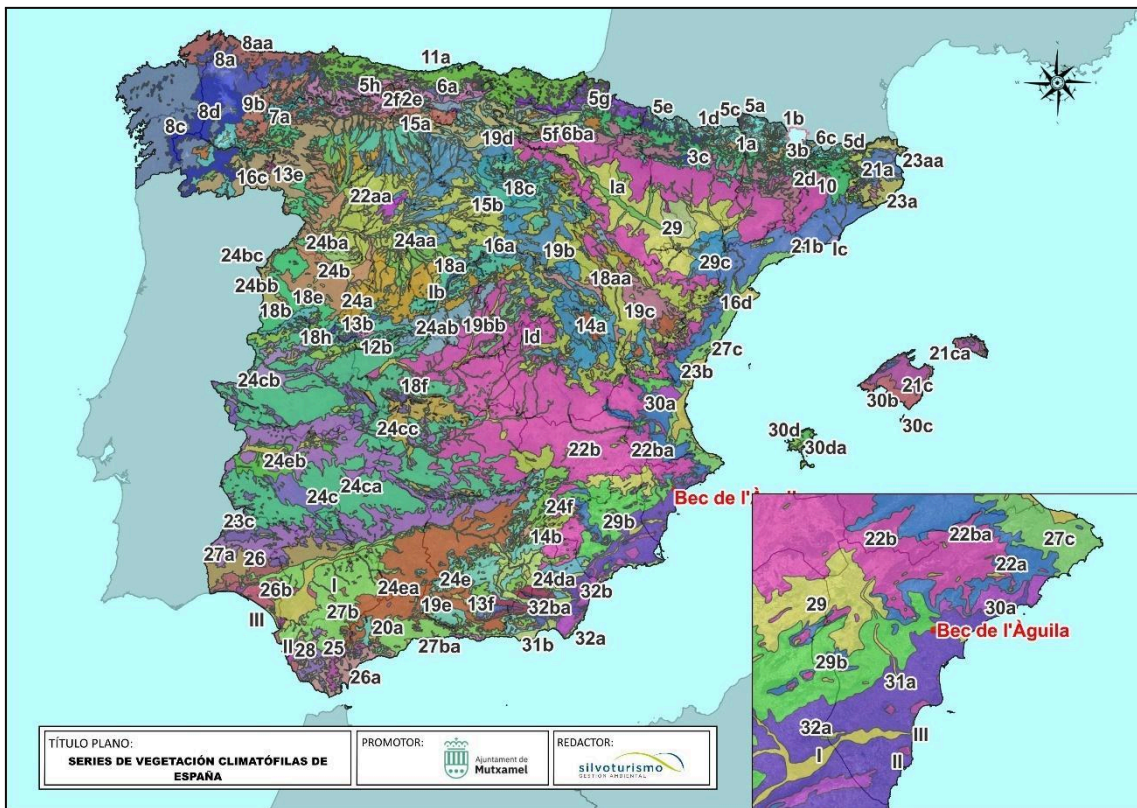 8aa
8a
11a
5h
6a
2f
2e
5g
5e
5c
5a
1d
1b
8d
9b
7a
8c
15a
19d
5f
6ba
1a
3b
6c
5d
3c
23aa
21a
2d
10
23a
16c
13e
18c
Ia
22aa
15b
29
24ba
24aa
16a
19b
21b
Ic
24bc
18a
29c
24b
18aa
24bb
18e
24a
Ib
16d
18b
13b
24ab
19bb
14a
19c
18h
12b
Id
27c
21ca
24cb
18f
23b
21c
30b
30a
30c
24cc
30d
30da
24eb
22b
22ba
24ca
24c
24f
Bec de l'À
23c
29b
14b
27a
26
I
24e
24da
26b
24ea
32b
27b
19e
13f
32ba
III
20a
II
28
25
27ba
31b
32a
26a
22b
22ba
27c
22a
29
30a
Bec de l'Àguila
29b
31a
32a
III
I
II
TÍTULO PLANO:
SERIES DE VEGETACIÓN CLIMATÓFILAS DE
ESPAÑA
PROMOTOR:
Ajuntament de
Mutxamel
REDACTOR:
silvoturismo
GESTIÓN AMBIENTAL